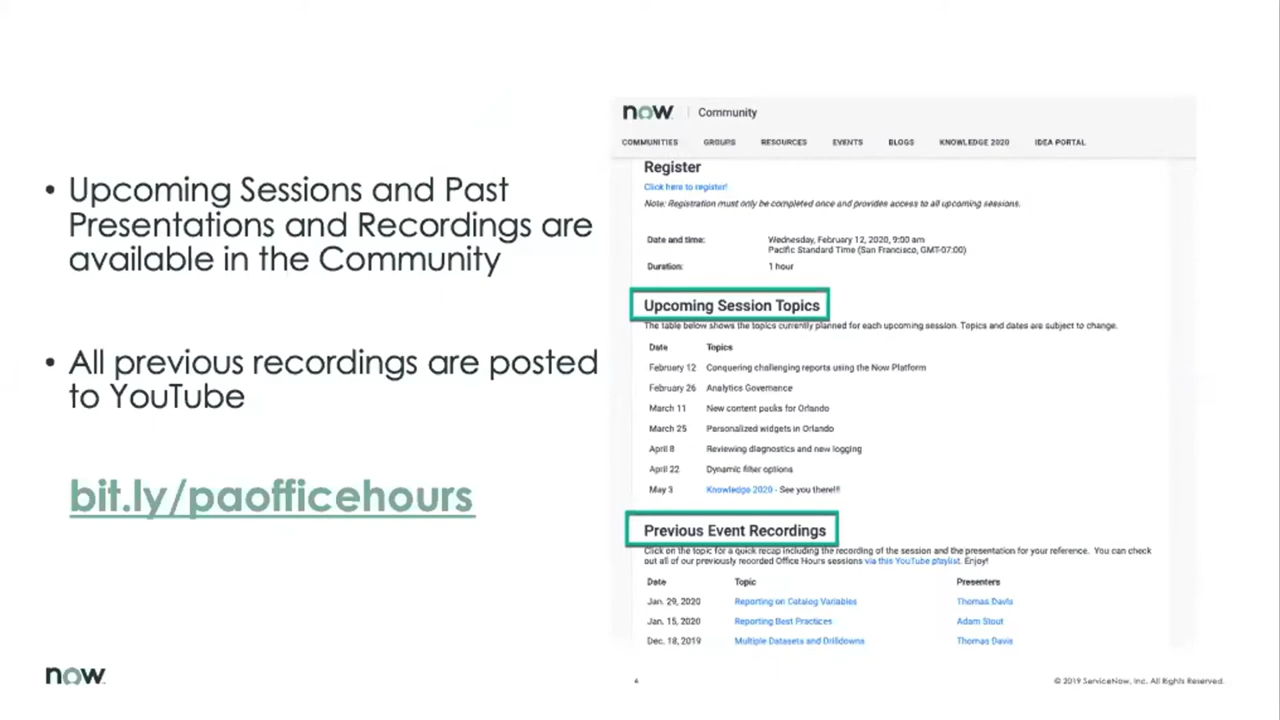 • Upcoming Sessions and Past
Presentations and Recordings are
available in the Community
• All previous recordings are posted
to YouTube
bit.ly/paofficehours
now
now | Community
COMMUNITIES GROUPS RESOURCES EVENTS BLOGS KNOWLEDGE 2020 IDEA PORTAL
Register
Click here to register!
Note: Registration must only be completed once and provides access to all upcoming sessions.
Date and time: Wednesday, February 12, 2020, 9:00 am
Pacific Standard Time (San Francisco, GMT-07:00)
Duration: 1 hour
Upcoming Session Topics
The table below shows the topics currently planned for each upcoming session. Topics and dates are subject to change.
Date Topics
February 12 Conquering challenging reports using the Now Platform
February 26 Analytics Governance
March 11 New content packs for Orlando
March 25 Personalized widgets in Orlando
April 8 Reviewing diagnostics and new logging
April 22 Dynamic filter options
May 3 Knowledge 2020 - See you there!!!
Previous Event Recordings
Click on the topic for a quick recap including the recording of the session and the presentation for your reference. You can check
out all of our previously recorded Office Hours sessions via this YouTube playlist. Enjoy!
Date Topic Presenters
Jan. 29, 2020 Reporting on Catalog Variables Thomas Davis
Jan. 15, 2020 Reporting Best Practices Adam Stout
Dec. 18, 2019 Multiple Datasets and Drilldowns Thomas Davis
4
© 2019 ServiceNow, Inc. All Rights Reserved.